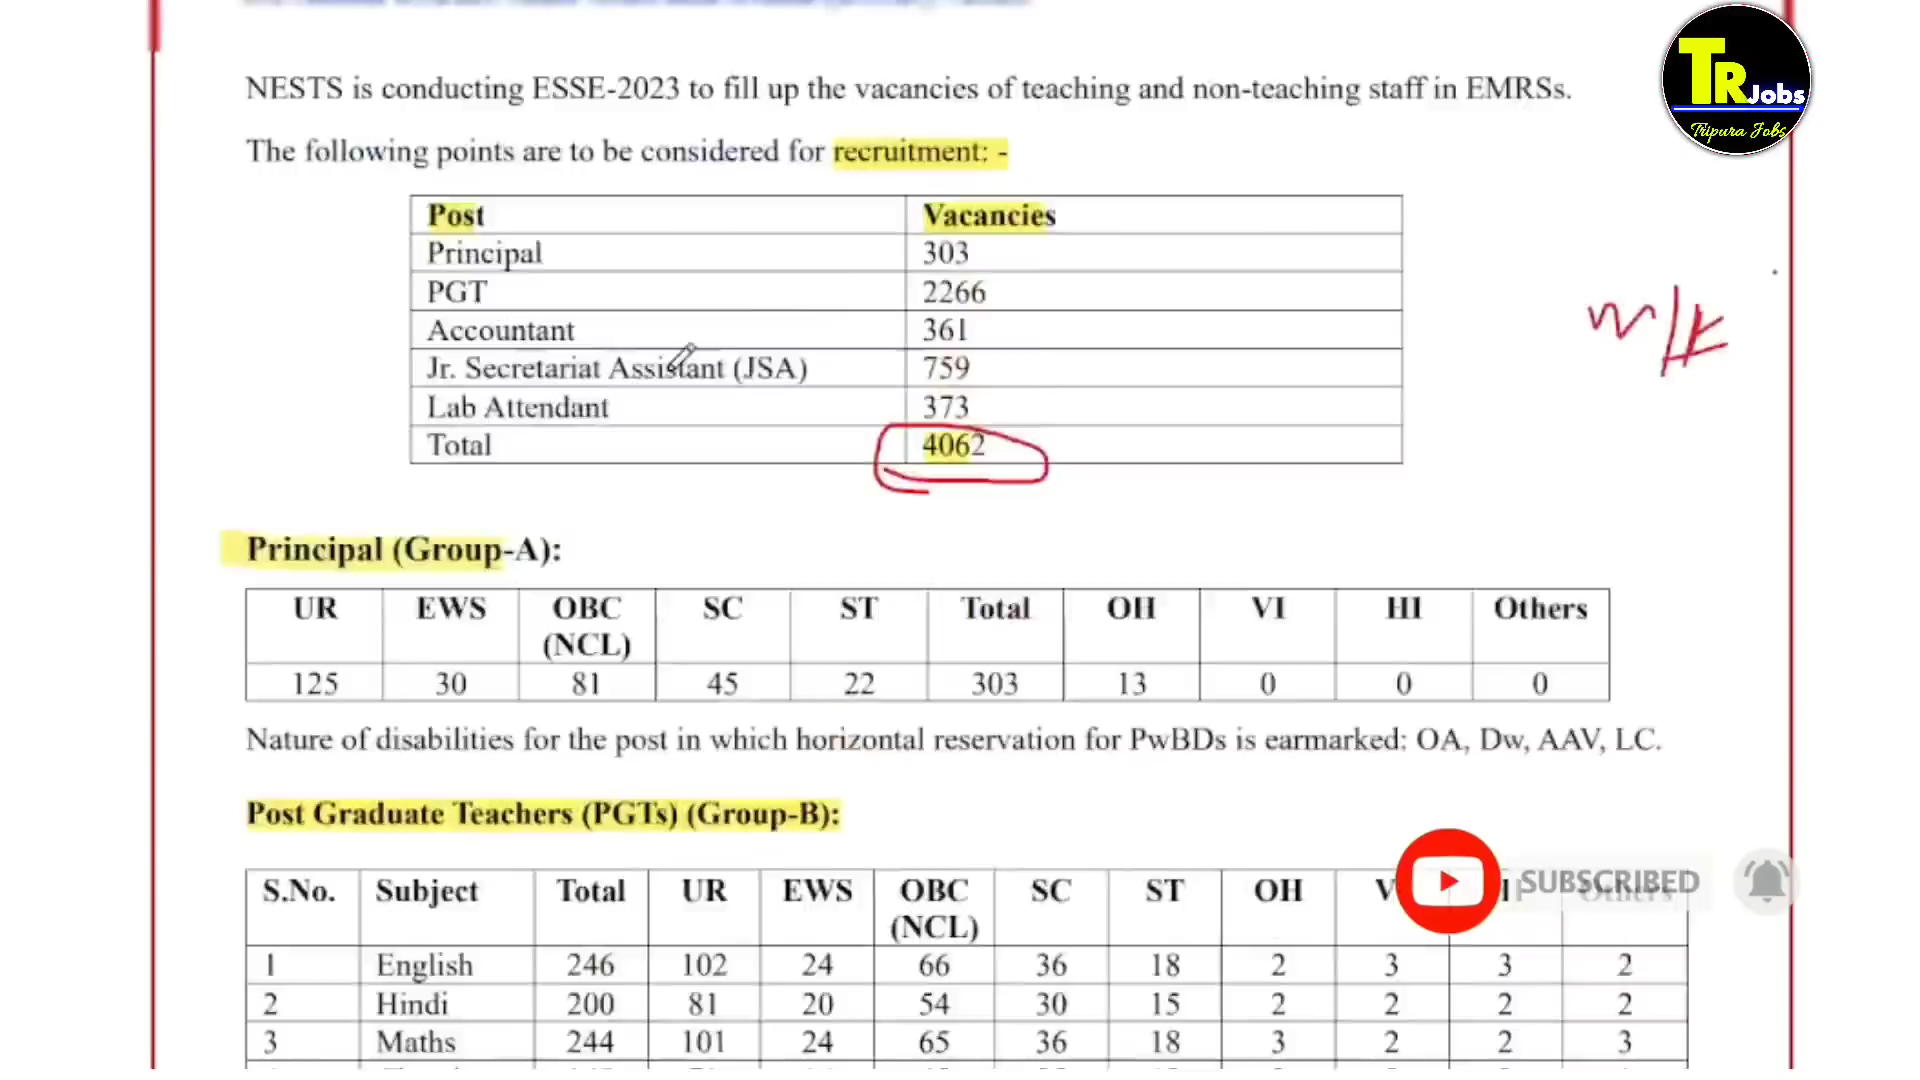 TR Jobs
Tripura Jobs
NESTS is conducting ESSE-2023 to fill up the vacancies of teaching and non-teaching staff in EMRSs.
The following points are to be considered for recruitment: -
Post Vacancies
Principal 303
PGT 2266
Accountant 361
Jr. Secretariat Assistant (JSA) 759
Lab Attendant 373
Total 4062
m/f
Principal (Group-A):
UR EWS OBC (NCL) SC ST Total OH VI HI Others
125 30 81 45 22 303 13 0 0 0
Nature of disabilities for the post in which horizontal reservation for PwBDs is earmarked: OA, Dw, AAV, LC.
Post Graduate Teachers (PGTs) (Group-B):
S.No. Subject Total UR EWS OBC (NCL) SC ST OH Others
SUBSCRIBED
1 English 246 102 24 66 36 18 2 3 3 2
2 Hindi 200 81 20 54 30 15 2 2 2 2
3 Maths 244 101 24 65 36 18 3 2 2 3